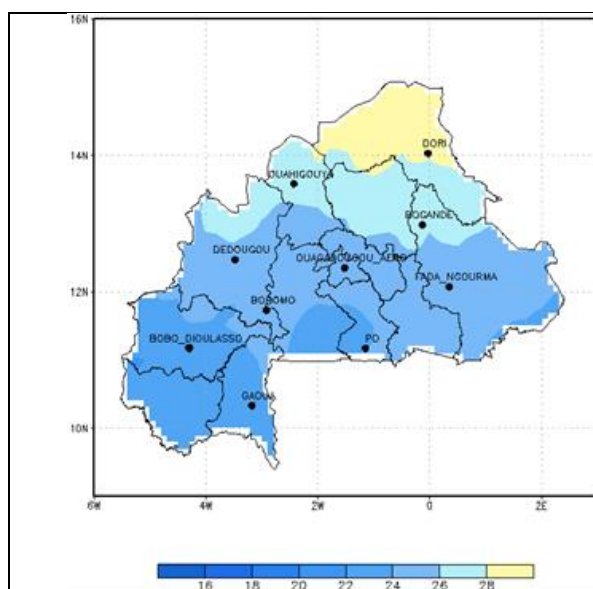 16N
DORI
14N
OUAHIGOUYA
BOGANDE
DEDOUGOU
OUAGADOUGOU_AERO
FADA_NGOURMA
12N
BOROMO
BOBO_DIOULASSO
PO
GAOUA
10N
6W 4W 2W 0 2E
16 18 20 22 24 26 28